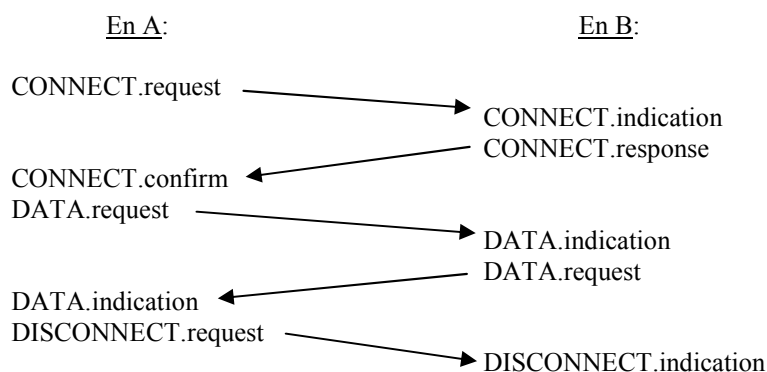 En A: En B:
CONNECT.request
CONNECT.indication
CONNECT.response
CONNECT.confirm
DATA.request
DATA.indication
DATA.request
DATA.indication
DISCONNECT.request
DISCONNECT.indication